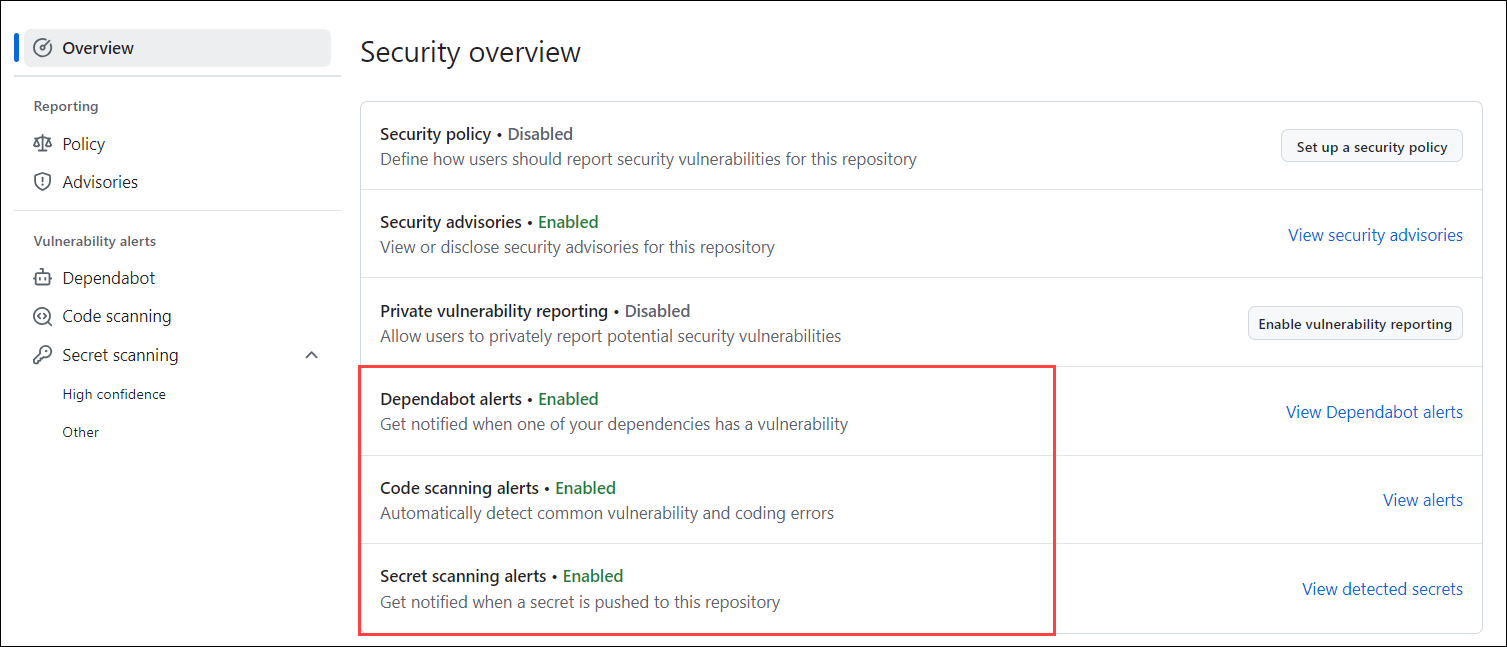 Overview
Reporting
Policy
Advisories
Vulnerability alerts
Dependabot
Code scanning
Secret scanning
High confidence
Other
Security overview
Security policy • Disabled
Define how users should report security vulnerabilities for this repository
Set up a security policy
Security advisories • Enabled
View or disclose security advisories for this repository
View security advisories
Private vulnerability reporting • Disabled
Allow users to privately report potential security vulnerabilities
Enable vulnerability reporting
Dependabot alerts • Enabled
Get notified when one of your dependencies has a vulnerability
View Dependabot alerts
Code scanning alerts • Enabled
Automatically detect common vulnerability and coding errors
View alerts
Secret scanning alerts • Enabled
Get notified when a secret is pushed to this repository
View detected secrets